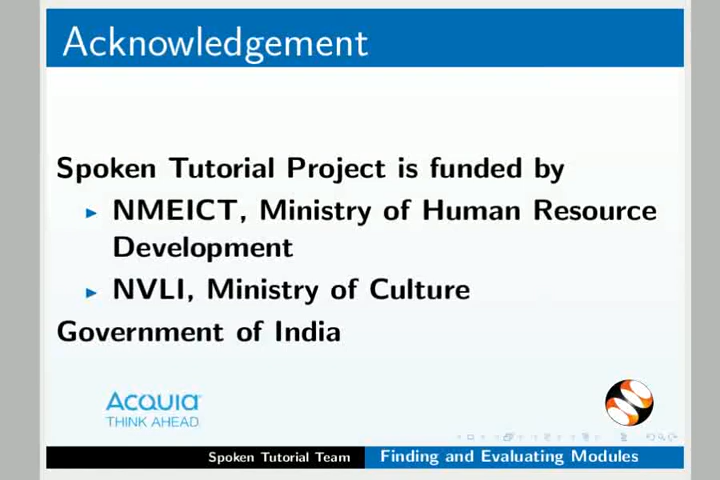 Acknowledgement
Spoken Tutorial Project is funded by
NMEICT, Ministry of Human Resource
Development
NVLI, Ministry of Culture
Government of India
Acquia
THINK AHEAD
Spoken Tutorial Team
Finding and Evaluating Modules